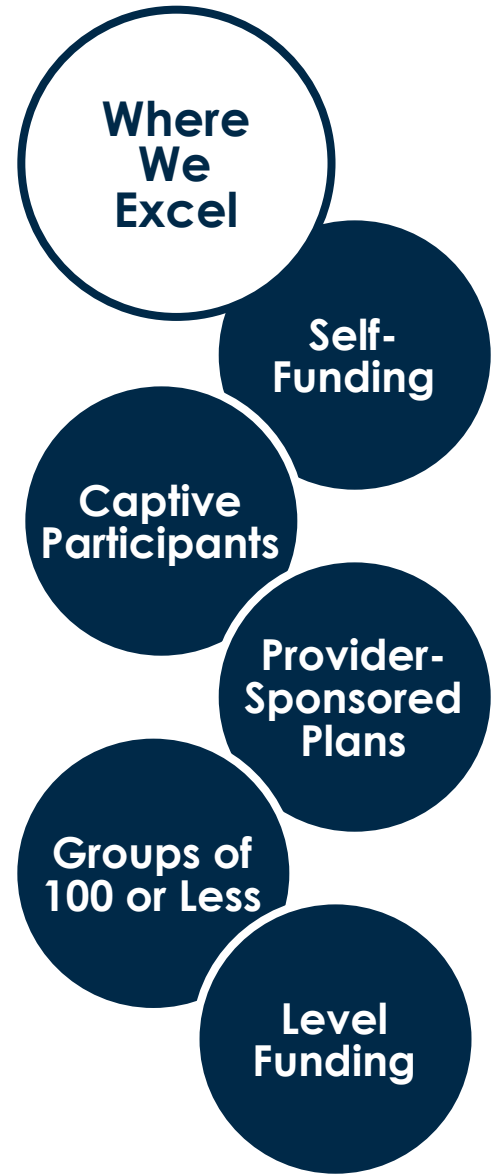 Where
We
Excel
Self-
Funding
Captive
Participants
Provider-
Sponsored
Plans
Groups of
100 or Less
Level
Funding